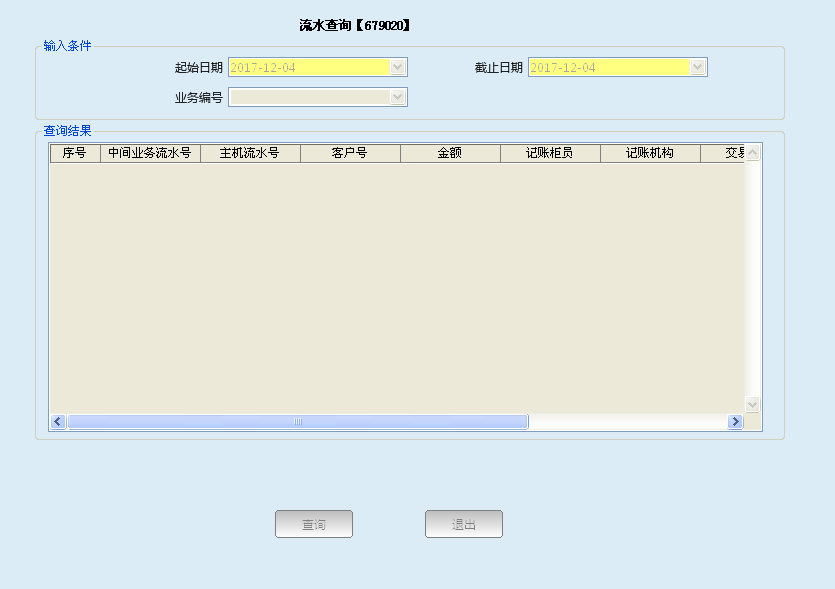 流水查询【679020】
输入条件
起始日期 2017-12-04 截止日期 2017-12-04
业务编号
查询结果
序号 中间业务流水号 主机流水号 客户号 金额 记账柜员 记账机构 交易
查询 退出